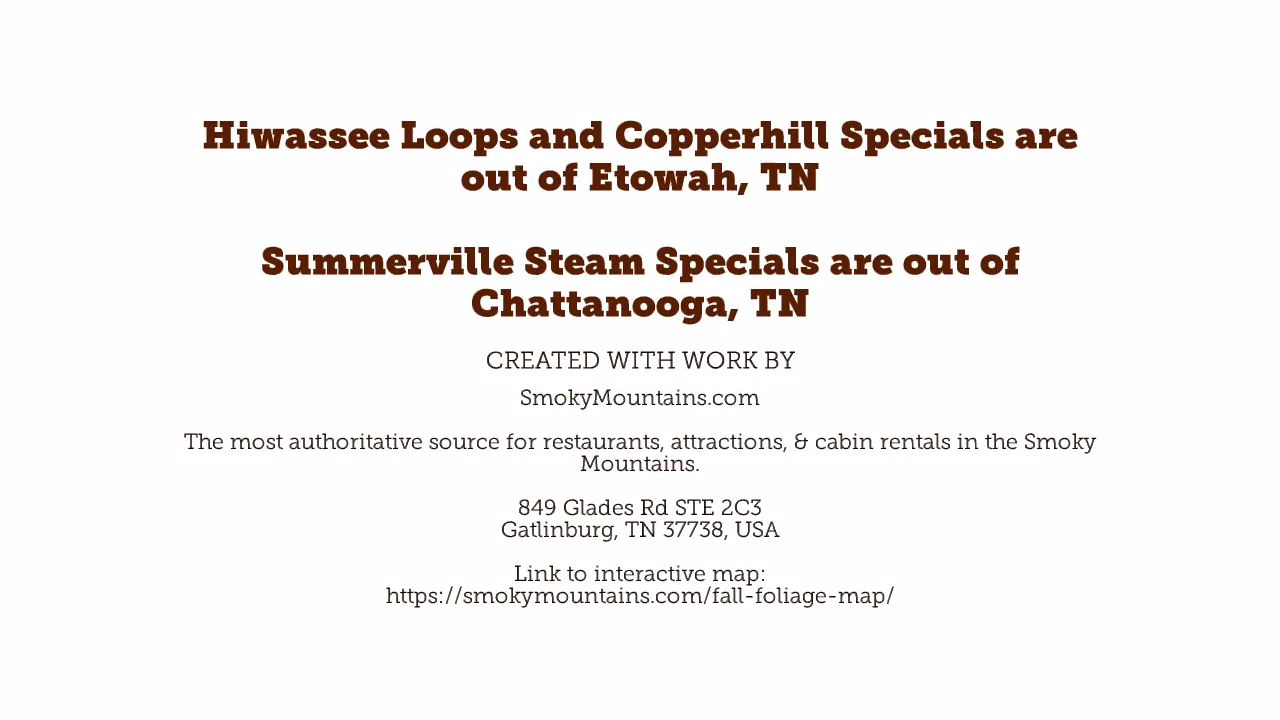 Hiwassee Loops and Copperhill Specials are
out of Etowah, TN
Summerville Steam Specials are out of
Chattanooga, TN
CREATED WITH WORK BY
SmokyMountains.com
The most authoritative source for restaurants, attractions, & cabin rentals in the Smoky
Mountains.
849 Glades Rd STE 2C3
Gatlinburg, TN 37738, USA
Link to interactive map:
https://smokymountains.com/fall-foliage-map/